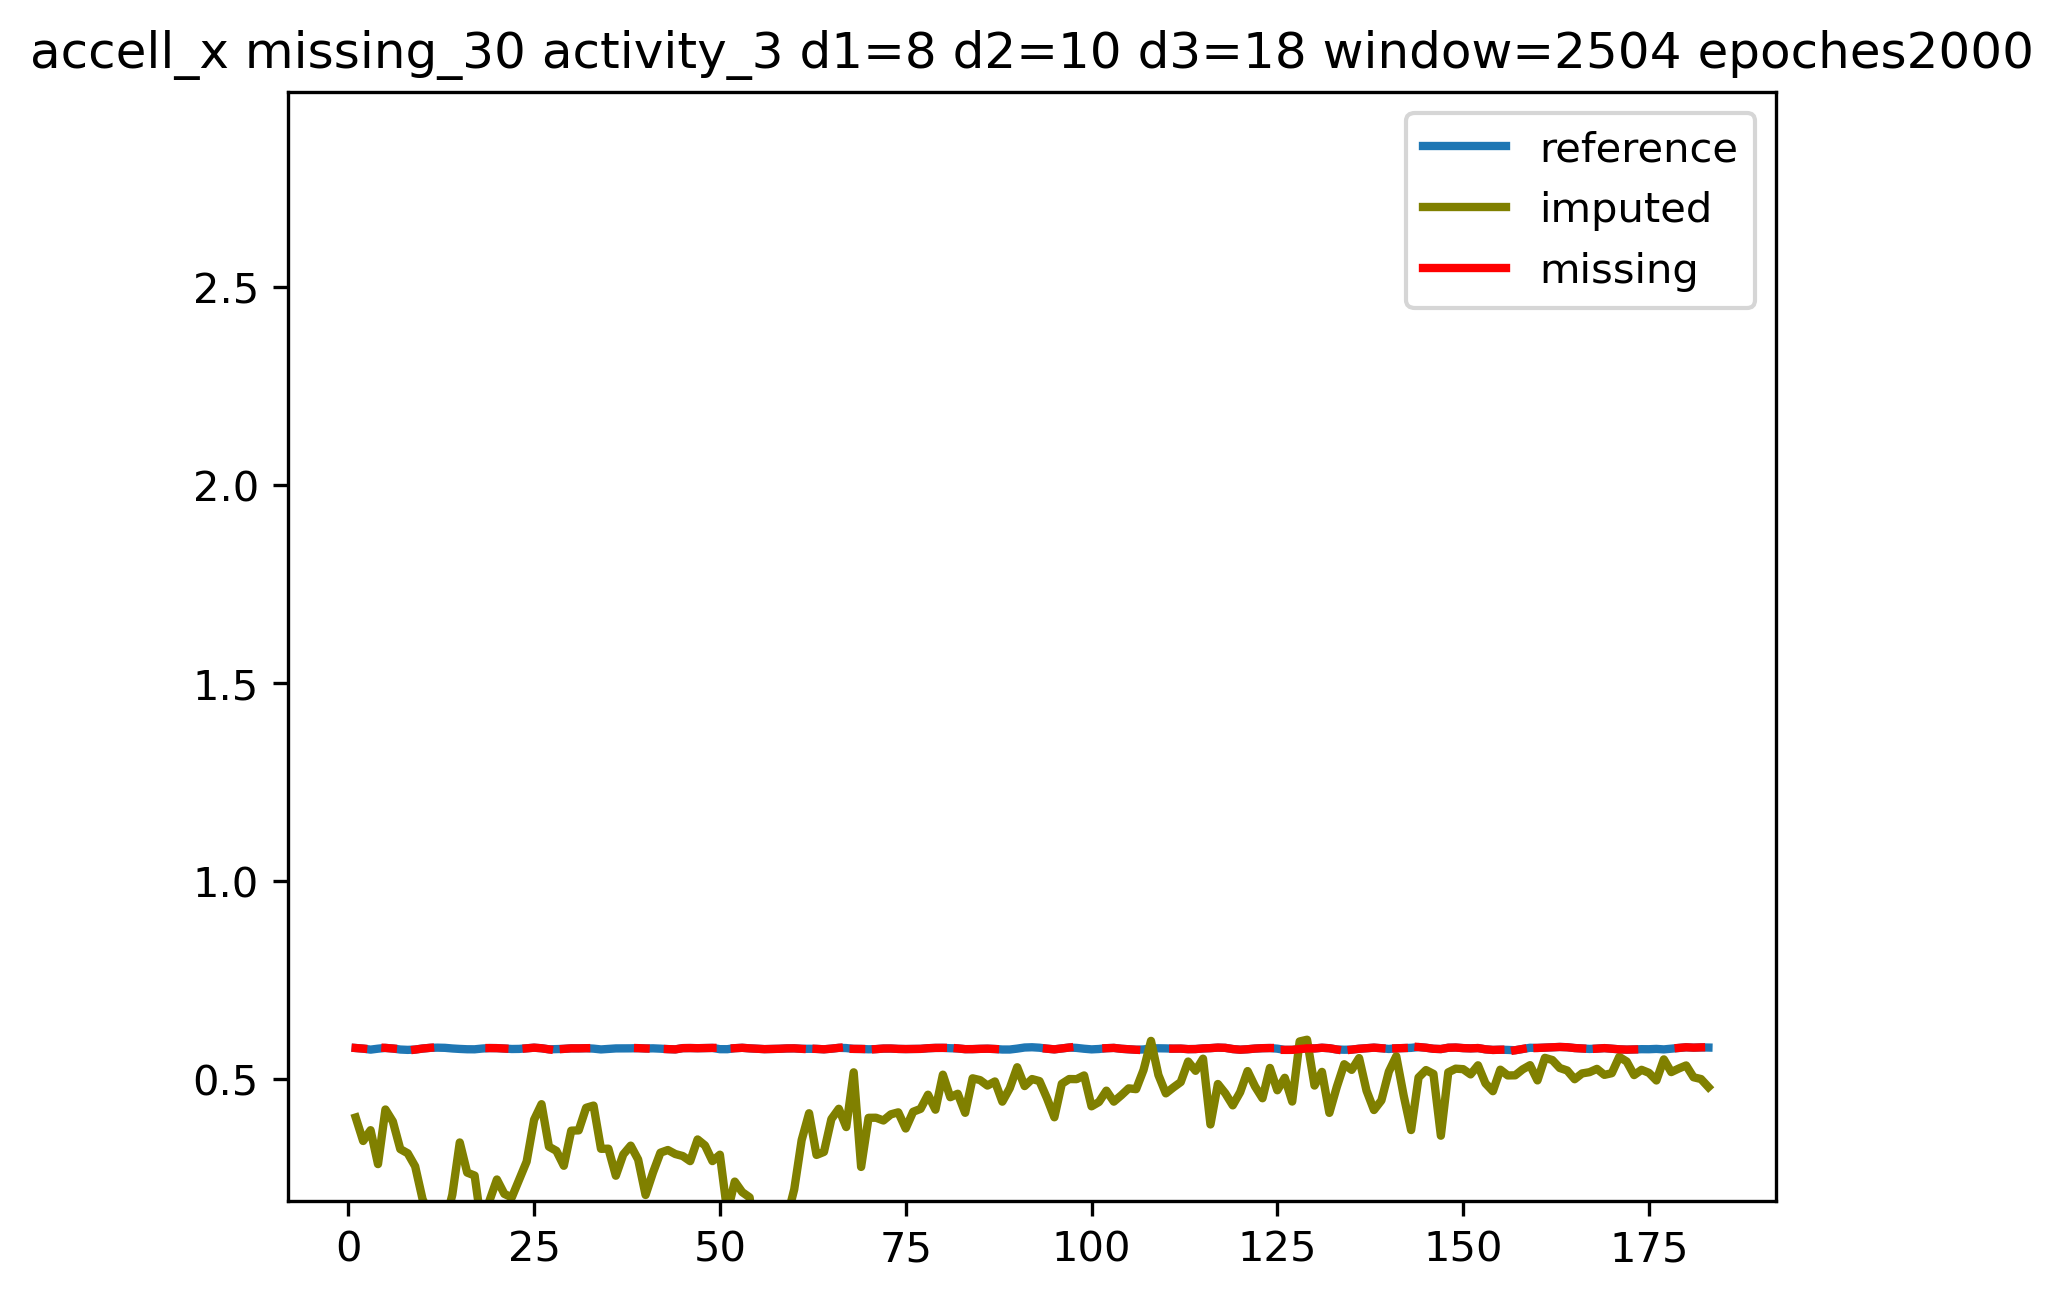 accell_x missing_30 activity_3 d1=8 d2=10 d3=18 window=2504 epoches2000
reference
imputed
missing
2.5
2.0
1.5
1.0
0.5
0 25 50 75 100 125 150 175